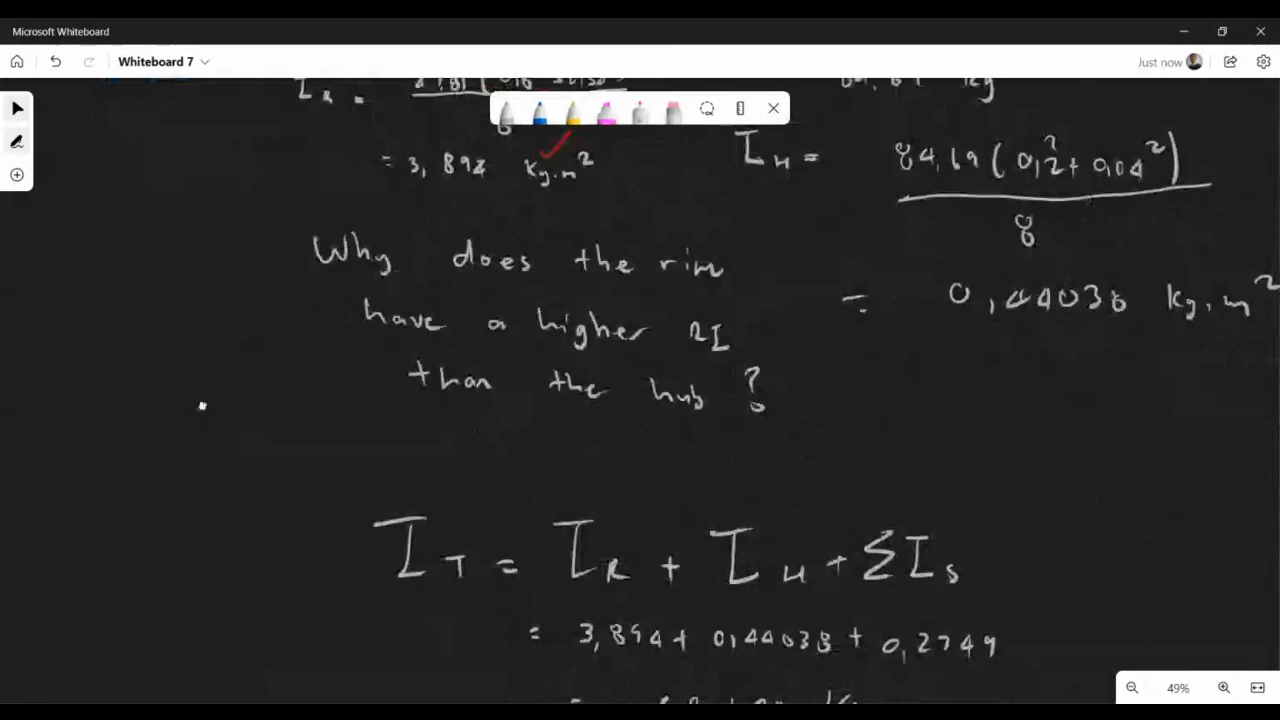 Microsoft Whiteboard
Whiteboard 7
Just now
I_R =
= 3,894 kg.m²
kg
I_H = 84,69 (0,2² + 0,04²)
8
= 0,44038 kg.m²
Why does the rim
have a higher I
than the hub ?
I_T = I_R + I_H + ΣI_S
= 3,894 + 0,44038 + 0,2749
=
49%